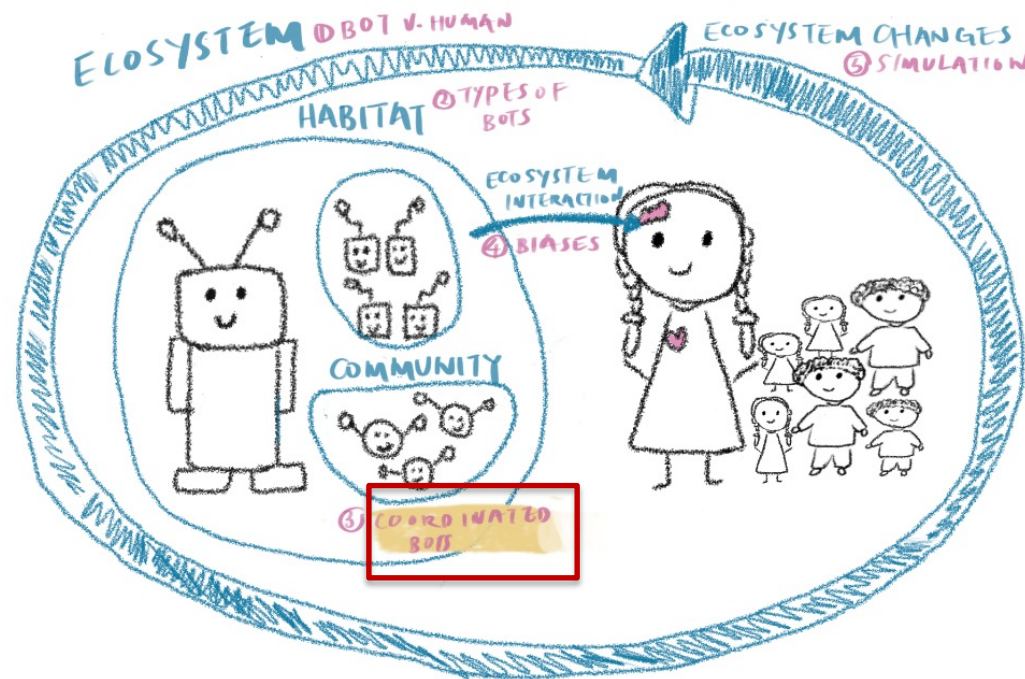 ECOSYSTEM ① BOT V. HUMAN
ECOSYSTEM CHANGES
⑤ SIMULATION
② TYPES OF
BOTS
HABITAT
ECOSYSTEM
INTERACTION
④ BIASES
COMMUNITY
③ COORDINATED
BOTS